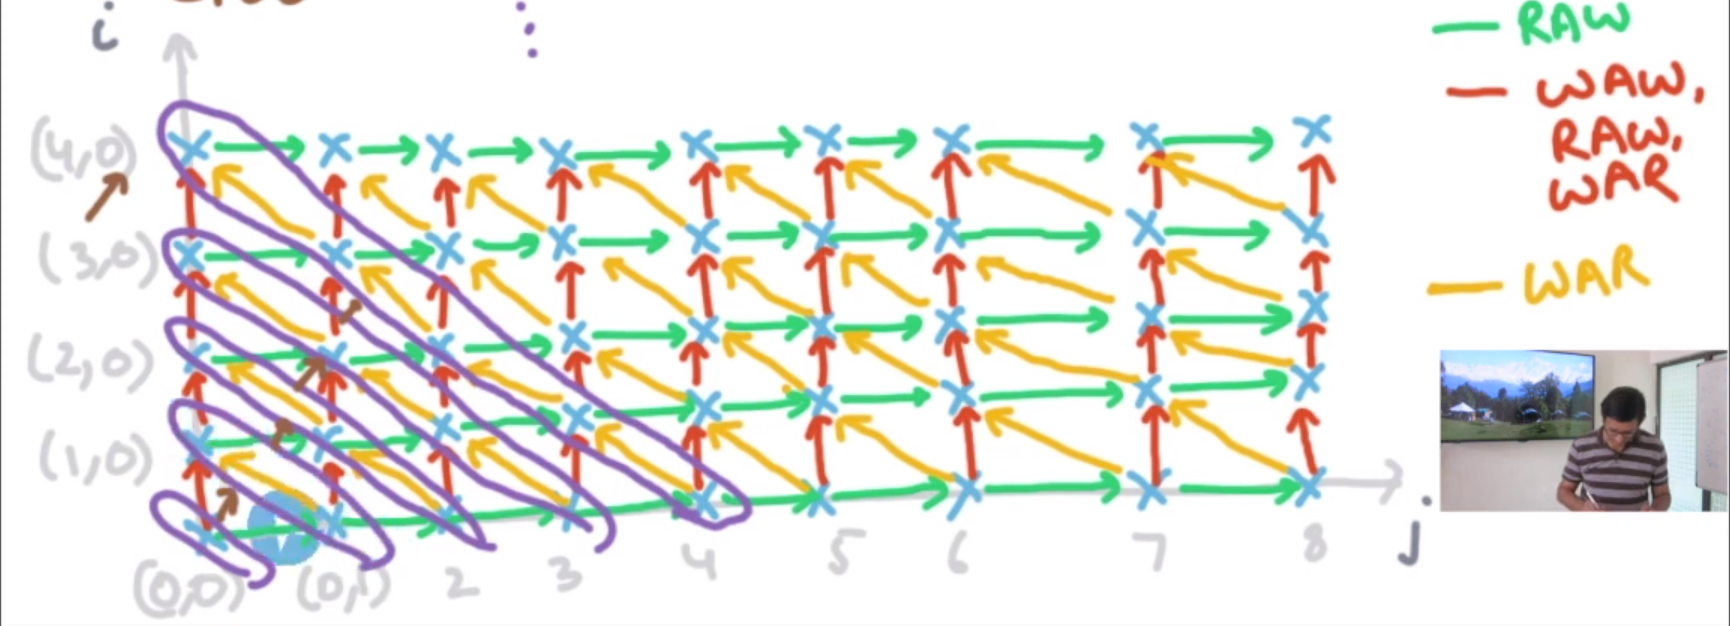 i
RAW
WAW,
RAW,
WAR
WAR
(4,0)
(3,0)
(2,0)
(1,0)
(0,0) (0,1) 2 3 4 5 6 7 8 j